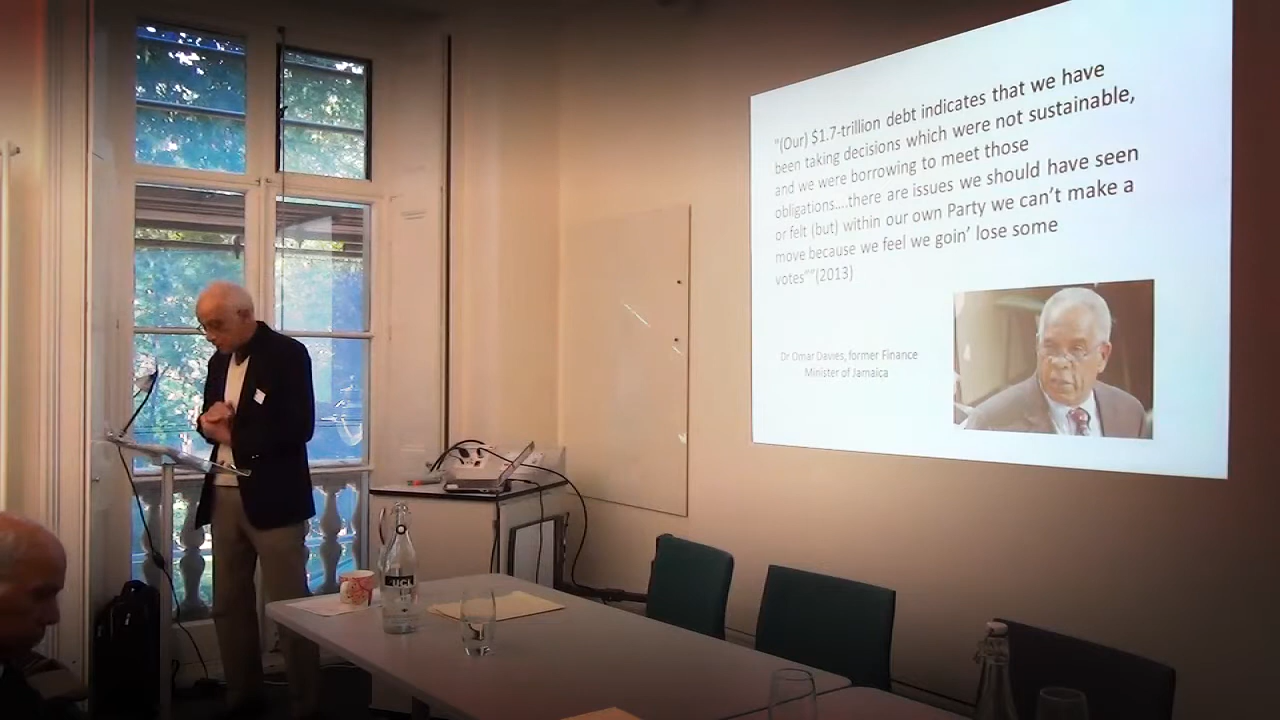 "(Our) $1.7-trillion debt indicates that we have
been taking decisions which were not sustainable,
and we were borrowing to meet those
obligations....there are issues we should have seen
or felt (but) within our own Party we can't make a
move because we feel we goin' lose some
votes""(2013)
Dr Omar Davies, former Finance
Minister of Jamaica
UCL